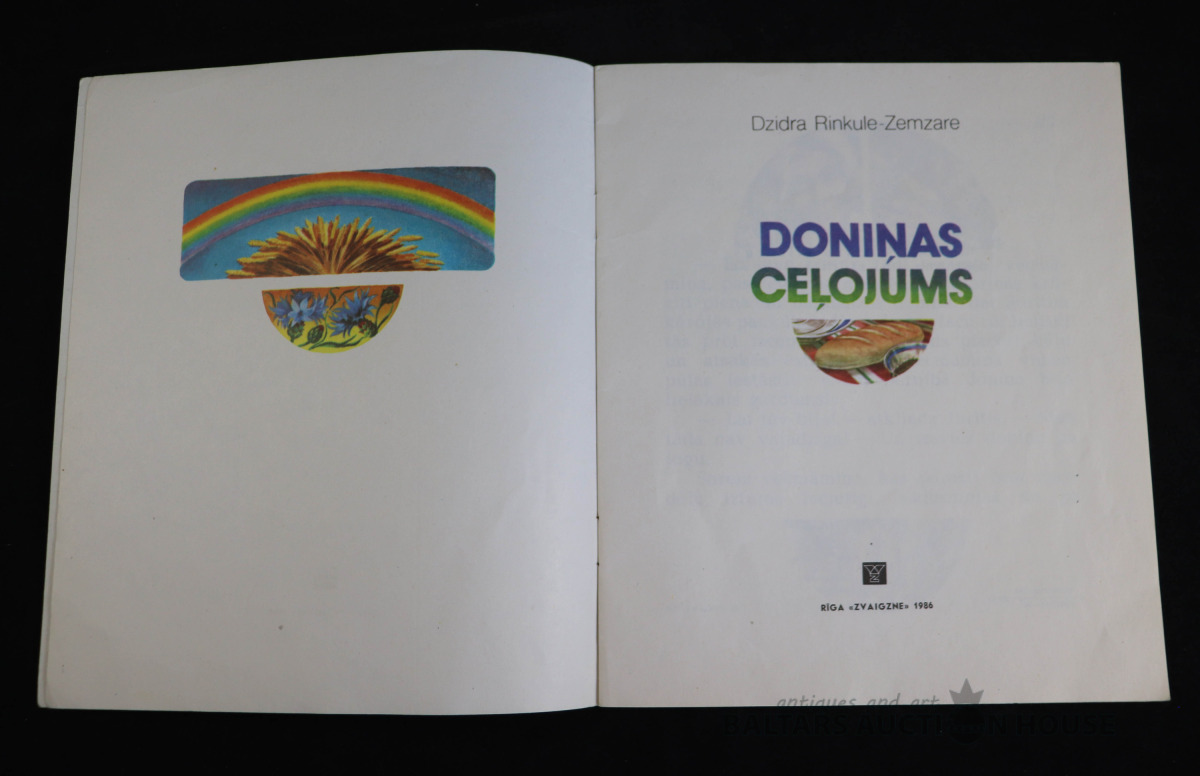 Dzidra Rinkule-Zemzare
DONIŅAS
CEĻOJUMS
RĪGA «ZVAIGZNE» 1986
antiques and art
BALTARS AUCTION HOUSE